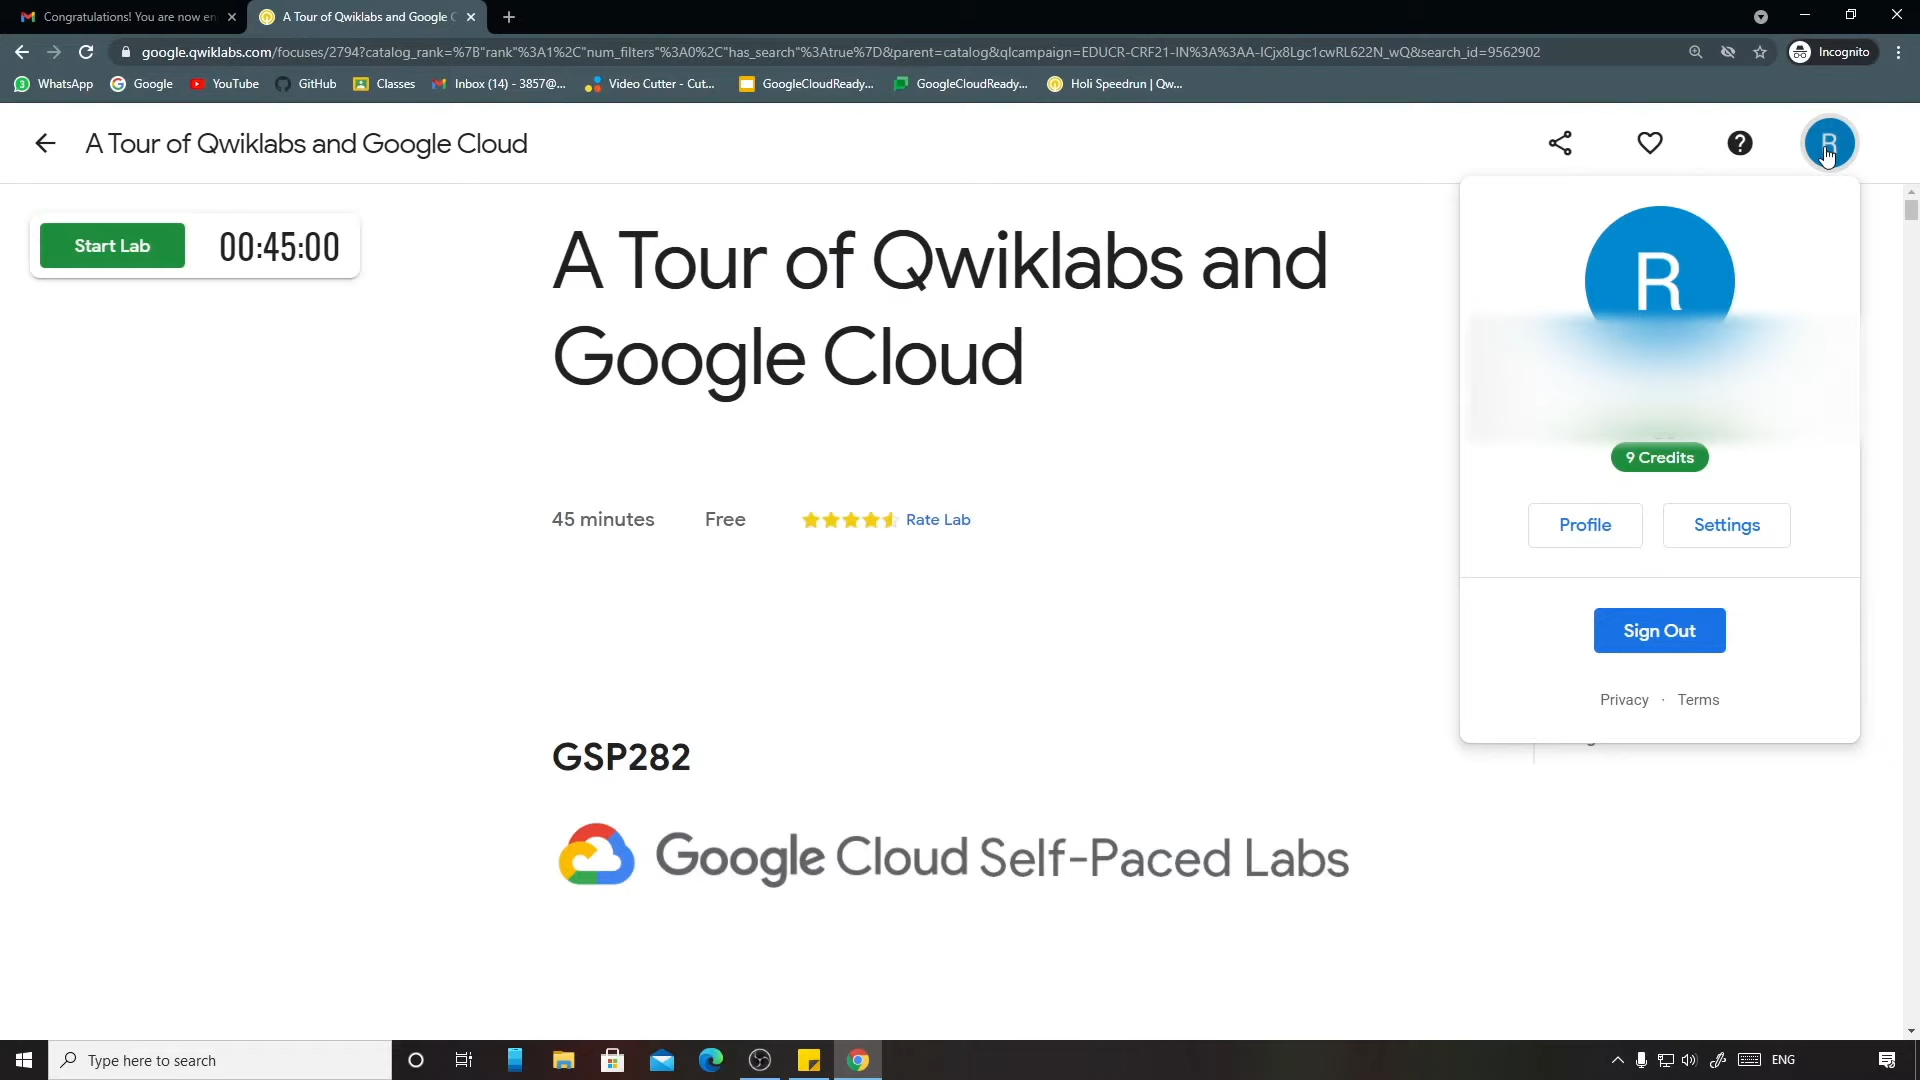 Congratulations! You are now en
A Tour of Qwiklabs and Google C
google.qwiklabs.com/focuses/2794?catalog_rank=%7B"rank"%3A1%2C"num_filters"%3A0%2C"has_search"%3Atrue%7D&parent=catalog&qlcampaign=EDUCR-CRF21-IN%3A%3AA-ICjx8Lgc1cwRL622N_wQ&search_id=9562902
Incognito
WhatsApp
Google
YouTube
GitHub
Classes
Inbox (14) - 3857@...
Video Cutter - Cut...
GoogleCloudReady...
GoogleCloudReady...
Holi Speedrun | Qw...
A Tour of Qwiklabs and Google Cloud
R
Start Lab
00:45:00
A Tour of Qwiklabs and
Google Cloud
R
9 Credits
45 minutes
Free
Rate Lab
Profile
Settings
Sign Out
Privacy · Terms
GSP282
Google Cloud Self-Paced Labs
Type here to search
ENG